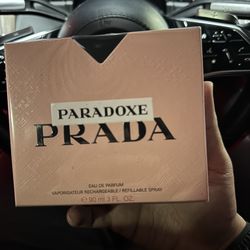 PARADOXE
PRADA
EAU DE PARFUM
VAPORISATEUR RECHARGEABLE / REFILLABLE SPRAY
℮ 90 ml 3 FL. OZ.